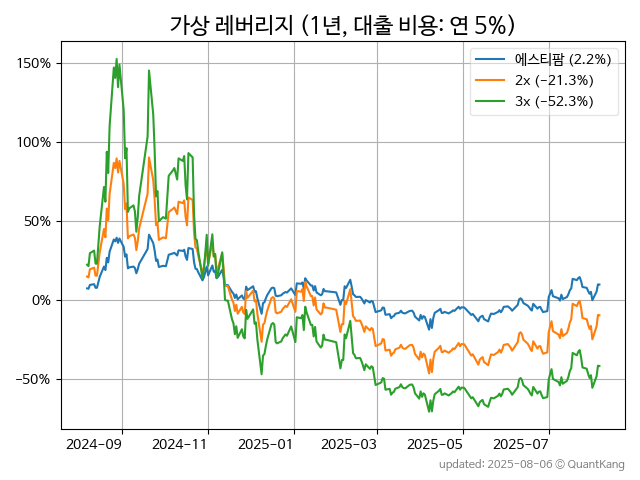 가상 레버리지 (1년, 대출 비용: 연 5%)
에스티팜 (2.2%)
2x (−21.3%)
3x (−52.3%)
150%
100%
50%
0%
−50%
2024-09
2024-11
2025-01
2025-03
2025-05
2025-07
updated: 2025-08-06 ⓒ QuantKang